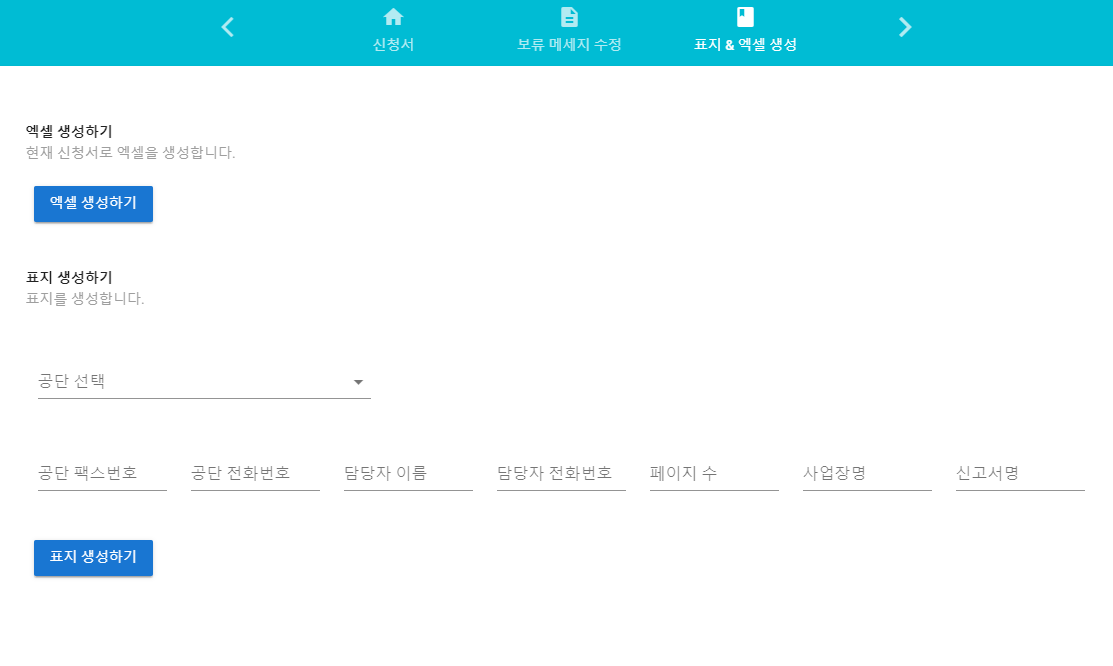 신청서
보류 메세지 수정
표지 & 엑셀 생성
엑셀 생성하기
현재 신청서로 엑셀을 생성합니다.
엑셀 생성하기
표지 생성하기
표지를 생성합니다.
공단 선택
공단 팩스번호
공단 전화번호
담당자 이름
담당자 전화번호
페이지 수
사업장명
신고서명
표지 생성하기